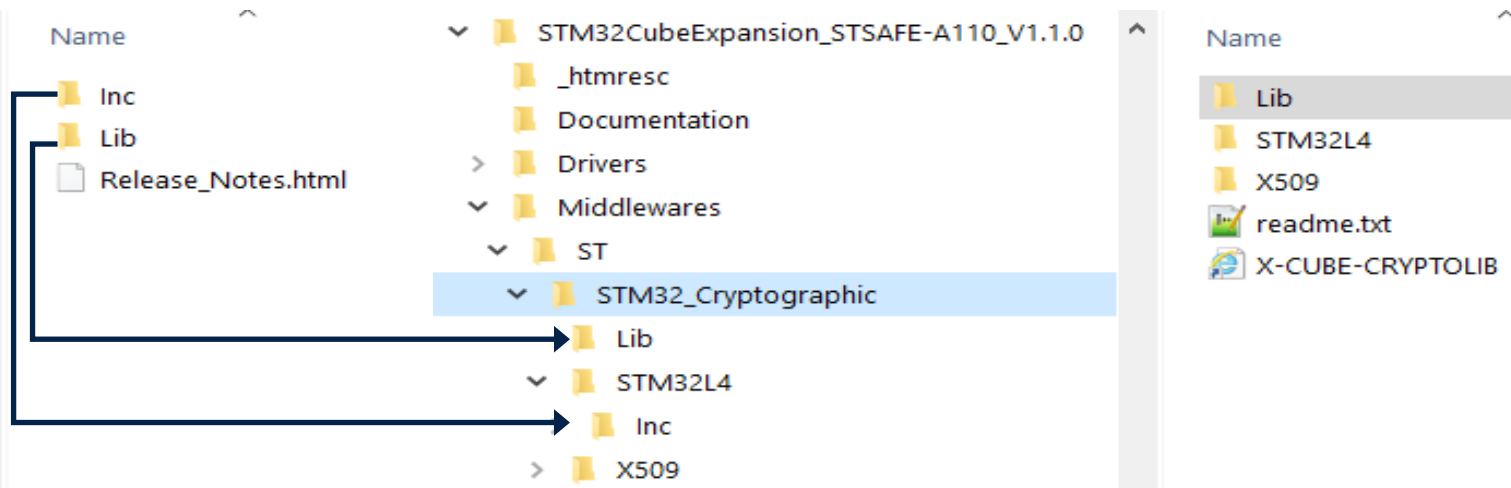 Name
Inc
Lib
Release_Notes.html
STM32CubeExpansion_STSAFE-A110_V1.1.0
_htmresc
Documentation
Drivers
Middlewares
ST
STM32_Cryptographic
Lib
STM32L4
Inc
X509
Name
Lib
STM32L4
X509
readme.txt
X-CUBE-CRYPTOLIB